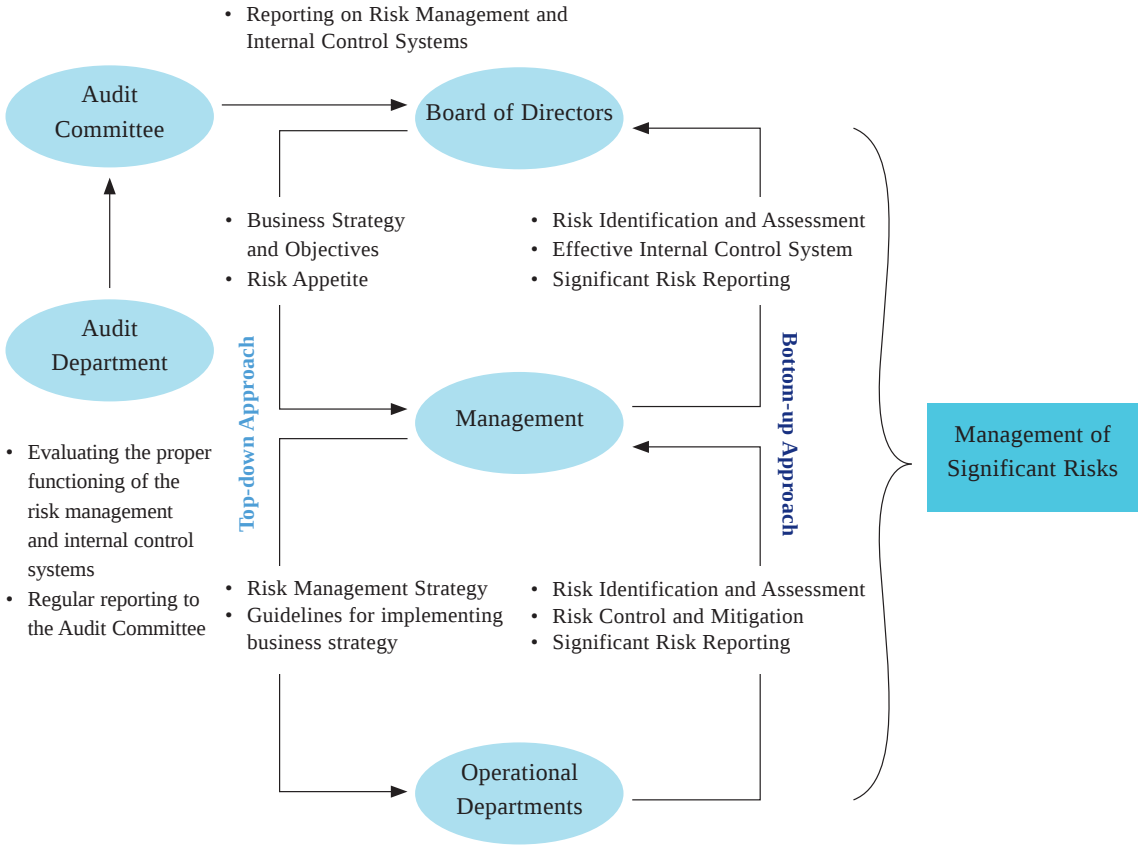 • Reporting on Risk Management and
Internal Control Systems
Audit
Committee
Board of Directors
• Business Strategy
and Objectives
• Risk Appetite
• Risk Identification and Assessment
• Effective Internal Control System
• Significant Risk Reporting
Audit
Department
Top-down Approach
Bottom-up Approach
Management
• Evaluating the proper
functioning of the
risk management
and internal control
systems
• Regular reporting to
the Audit Committee
Management of
Significant Risks
• Risk Management Strategy
• Guidelines for implementing
business strategy
• Risk Identification and Assessment
• Risk Control and Mitigation
• Significant Risk Reporting
Operational
Departments